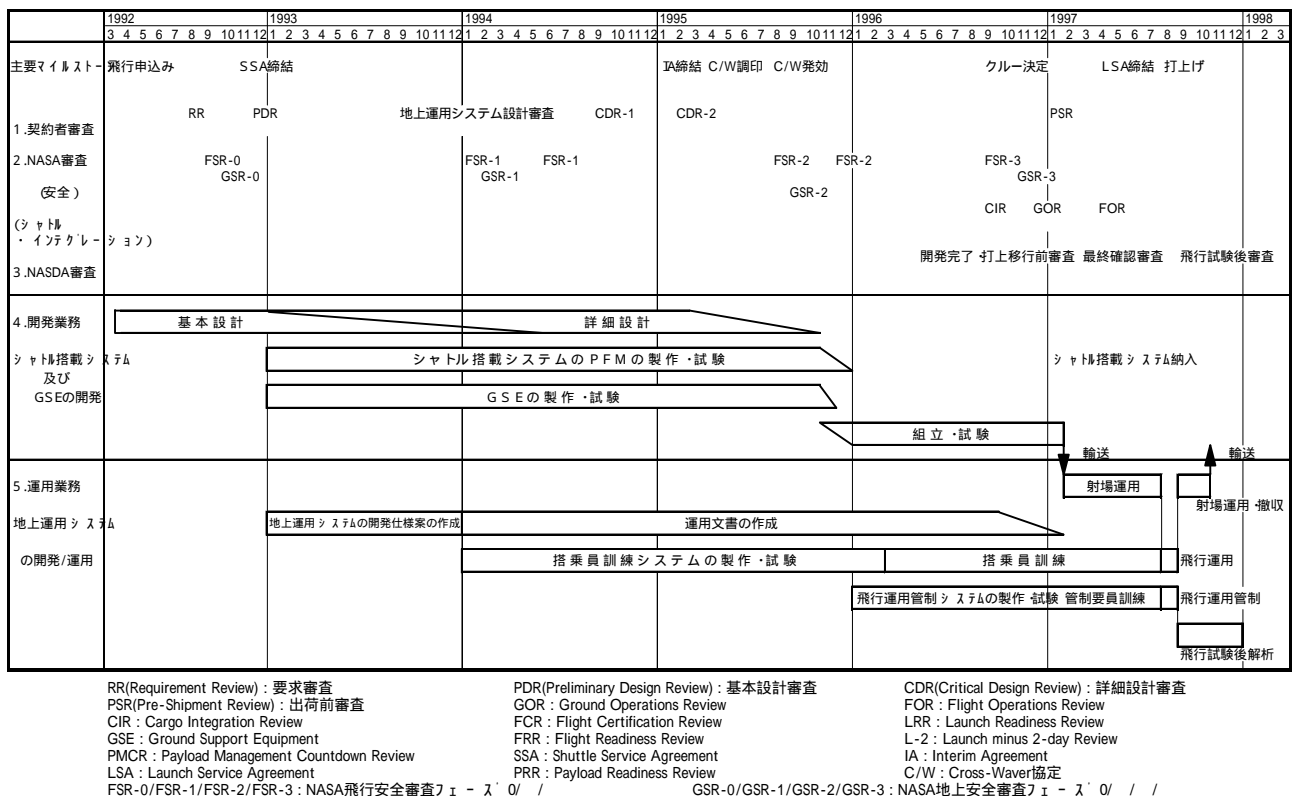 1992 1993 1994 1995 1996 1997 1998
3 4 5 6 7 8 9 10 11 12 1 2 3 4 5 6 7 8 9 10 11 12 1 2 3 4 5 6 7 8 9 10 11 12 1 2 3 4 5 6 7 8 9 10 11 12 1 2 3 4 5 6 7 8 9 10 11 12 1 2 3 4 5 6 7 8 9 10 11 12 1 2 3
主要マイルストー 飛行申込み SSA締結 IA締結 C/W調印 C/W発効 クルー決定 LSA締結 打上げ
RR PDR 地上運用システム設計審査 CDR-1 CDR-2 PSR
1.契約者審査
2.NASA審査 FSR-0 FSR-1 FSR-1 FSR-2 FSR-2 FSR-3
GSR-0 GSR-1 GSR-3
(安全) GSR-2
CIR GOR FOR
(シャトル
・インテグレーション)
開発完了・打上移行前審査 最終確認審査 飛行試験後審査
3.NASDA審査
4.開発業務 基本設計 詳細設計
シャトル搭載システム シャトル搭載システムのPFMの製作・試験 シャトル搭載システム納入
及び
GSEの開発 GSEの製作・試験
組立・試験
輸送 輸送
5.運用業務 射場運用
射場運用・撤収
地上運用システム 地上運用システムの開発仕様案の作成 運用文書の作成
の開発/運用 搭乗員訓練システムの製作・試験 搭乗員訓練 飛行運用
飛行運用管制システムの製作・試験 管制要員訓練 飛行運用管制
飛行試験後解析
RR(Requirement Review) : 要求審査 PDR(Preliminary Design Review) : 基本設計審査 CDR(Critical Design Review) : 詳細設計審査
PSR(Pre-Shipment Review) : 出荷前審査 GOR : Ground Operations Review FOR : Flight Operations Review
CIR : Cargo Integration Review FCR : Flight Certification Review LRR : Launch Readiness Review
GSE : Ground Support Equipment FRR : Flight Readiness Review L-2 : Launch minus 2-day Review
PMCR : Payload Management Countdown Review SSA : Shuttle Service Agreement IA : Interim Agreement
LSA : Launch Service Agreement PRR : Payload Readiness Review C/W : Cross-Waver協定
FSR-0/FSR-1/FSR-2/FSR-3 : NASA飛行安全審査フェーズ 0/ / GSR-0/GSR-1/GSR-2/GSR-3 : NASA地上安全審査フェーズ 0/ / /